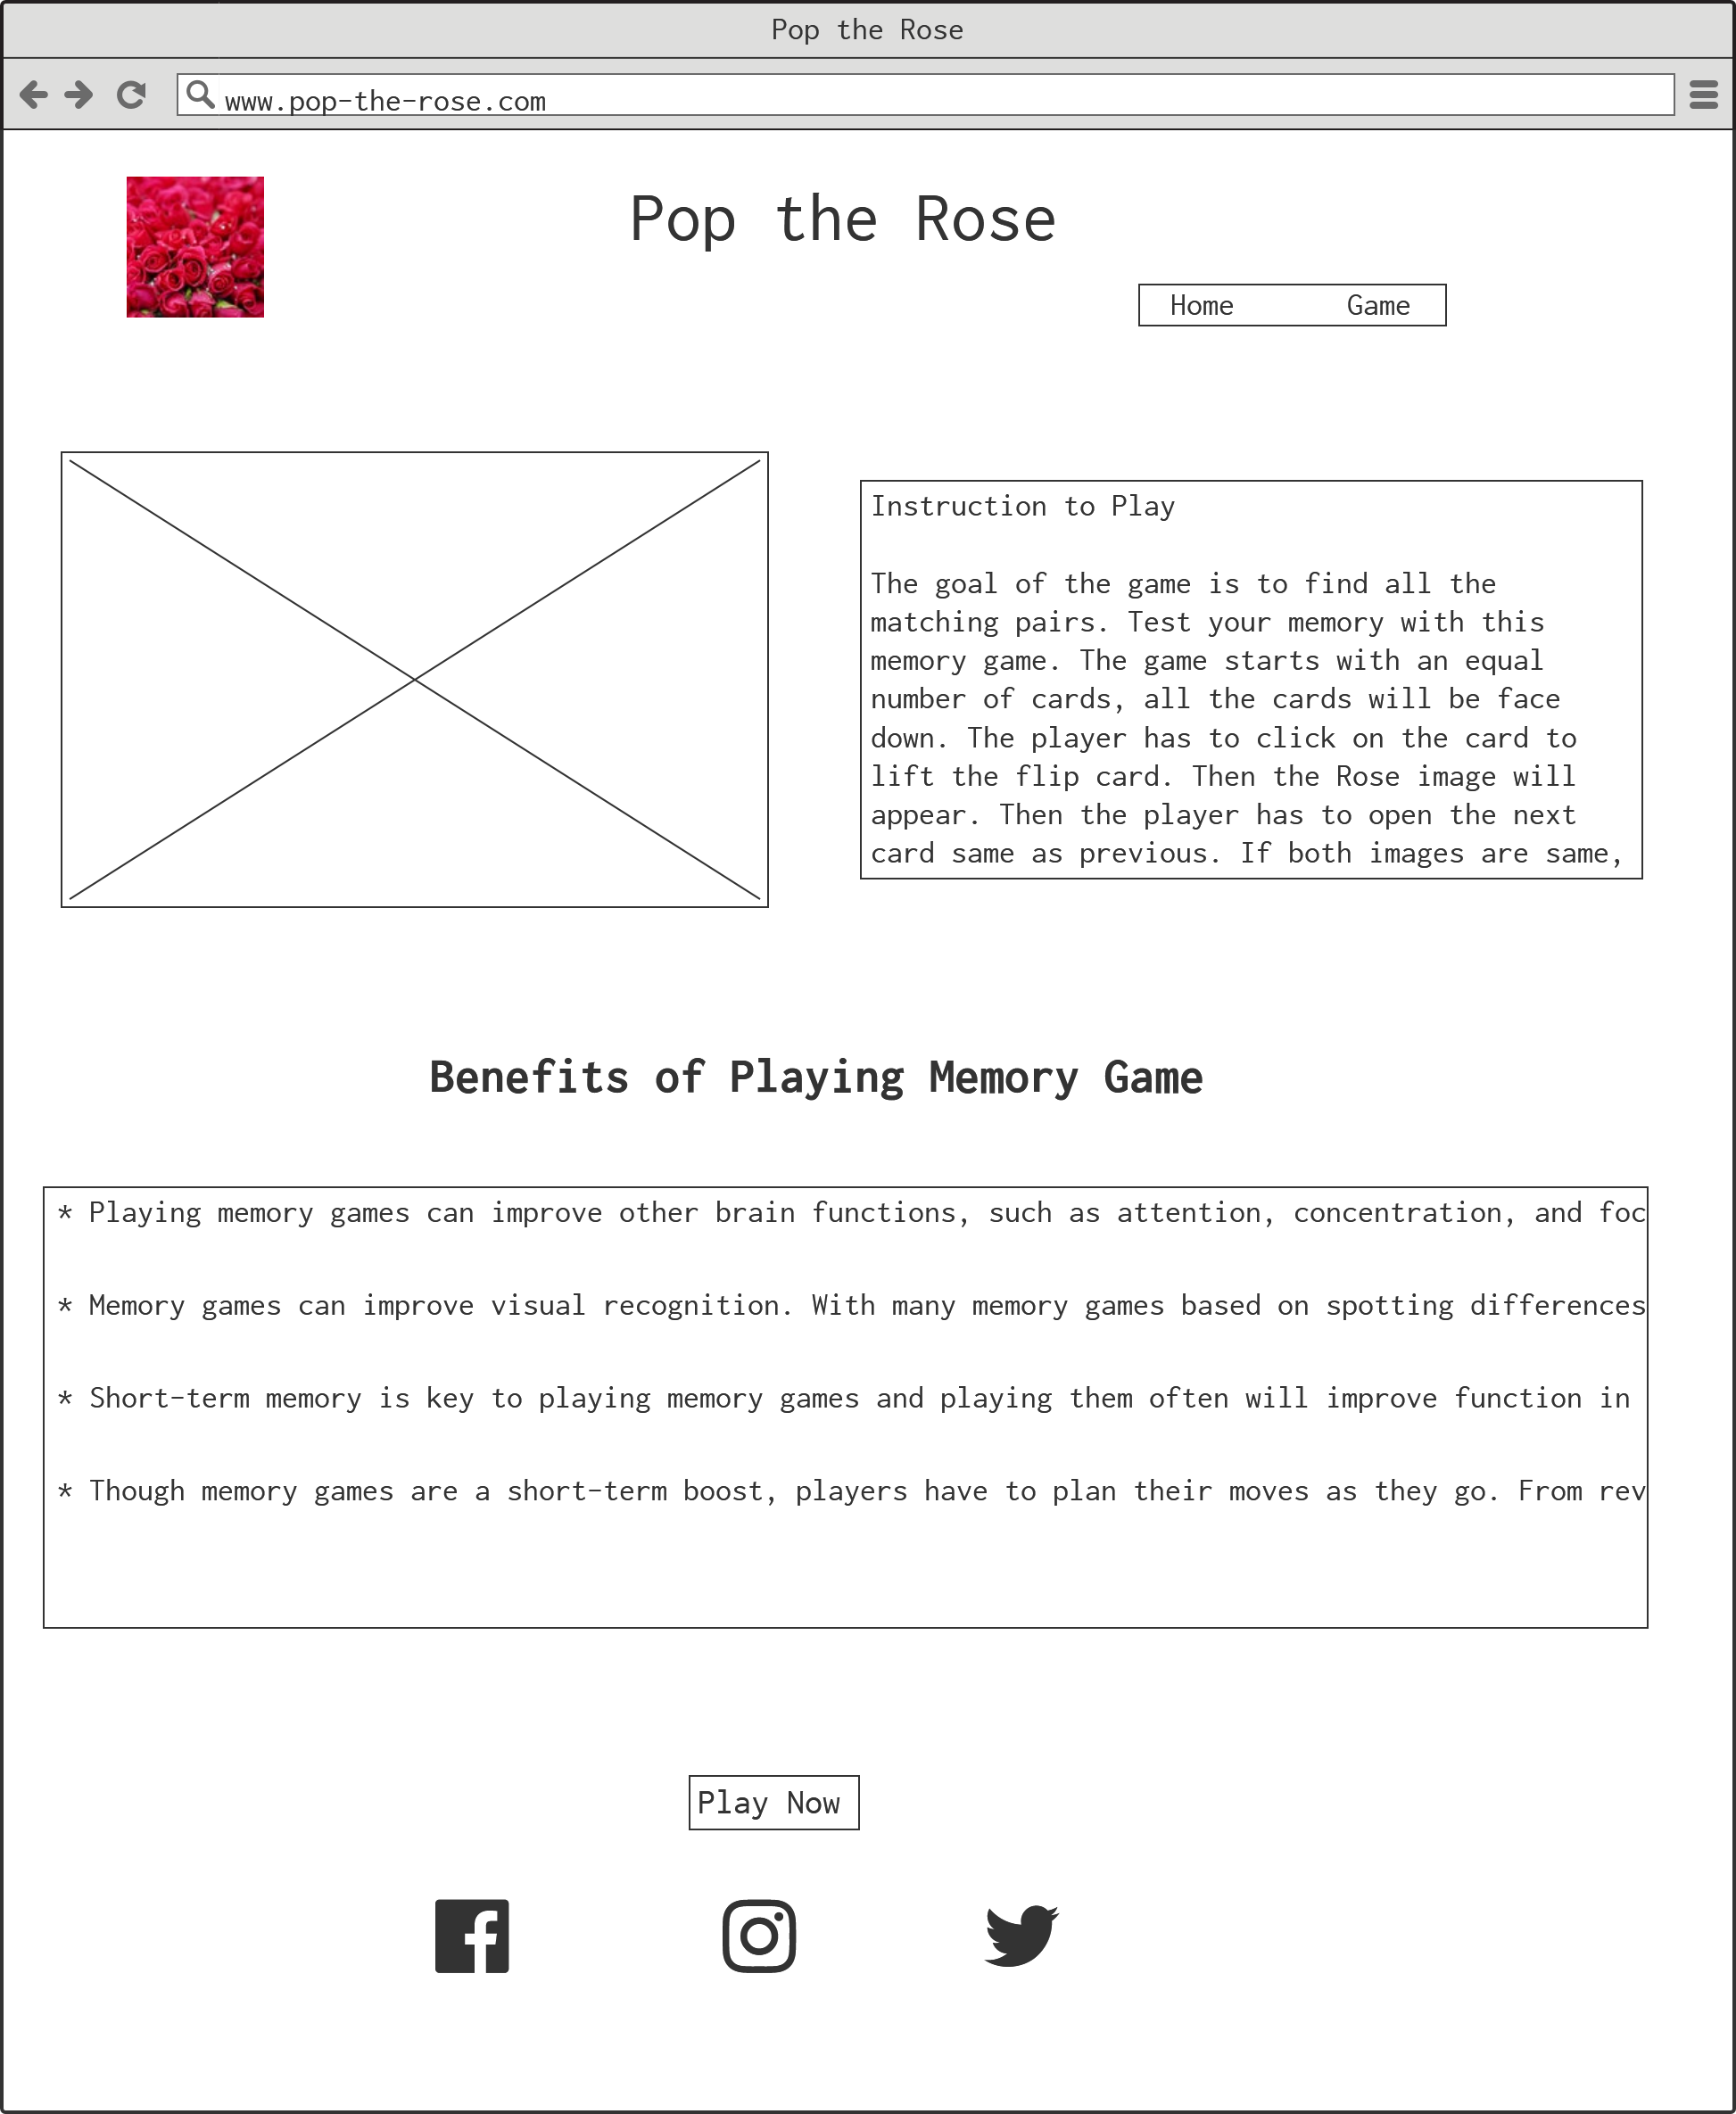 Pop the Rose
www.pop-the-rose.com
Pop the Rose
Home Game
Instruction to Play
The goal of the game is to find all the
matching pairs. Test your memory with this
memory game. The game starts with an equal
number of cards, all the cards will be face
down. The player has to click on the card to
lift the flip card. Then the Rose image will
appear. Then the player has to open the next
card same as previous. If both images are same,
Benefits of Playing Memory Game
* Playing memory games can improve other brain functions, such as attention, concentration, and foc
* Memory games can improve visual recognition. With many memory games based on spotting differences
* Short-term memory is key to playing memory games and playing them often will improve function in
* Though memory games are a short-term boost, players have to plan their moves as they go. From rev
Play Now